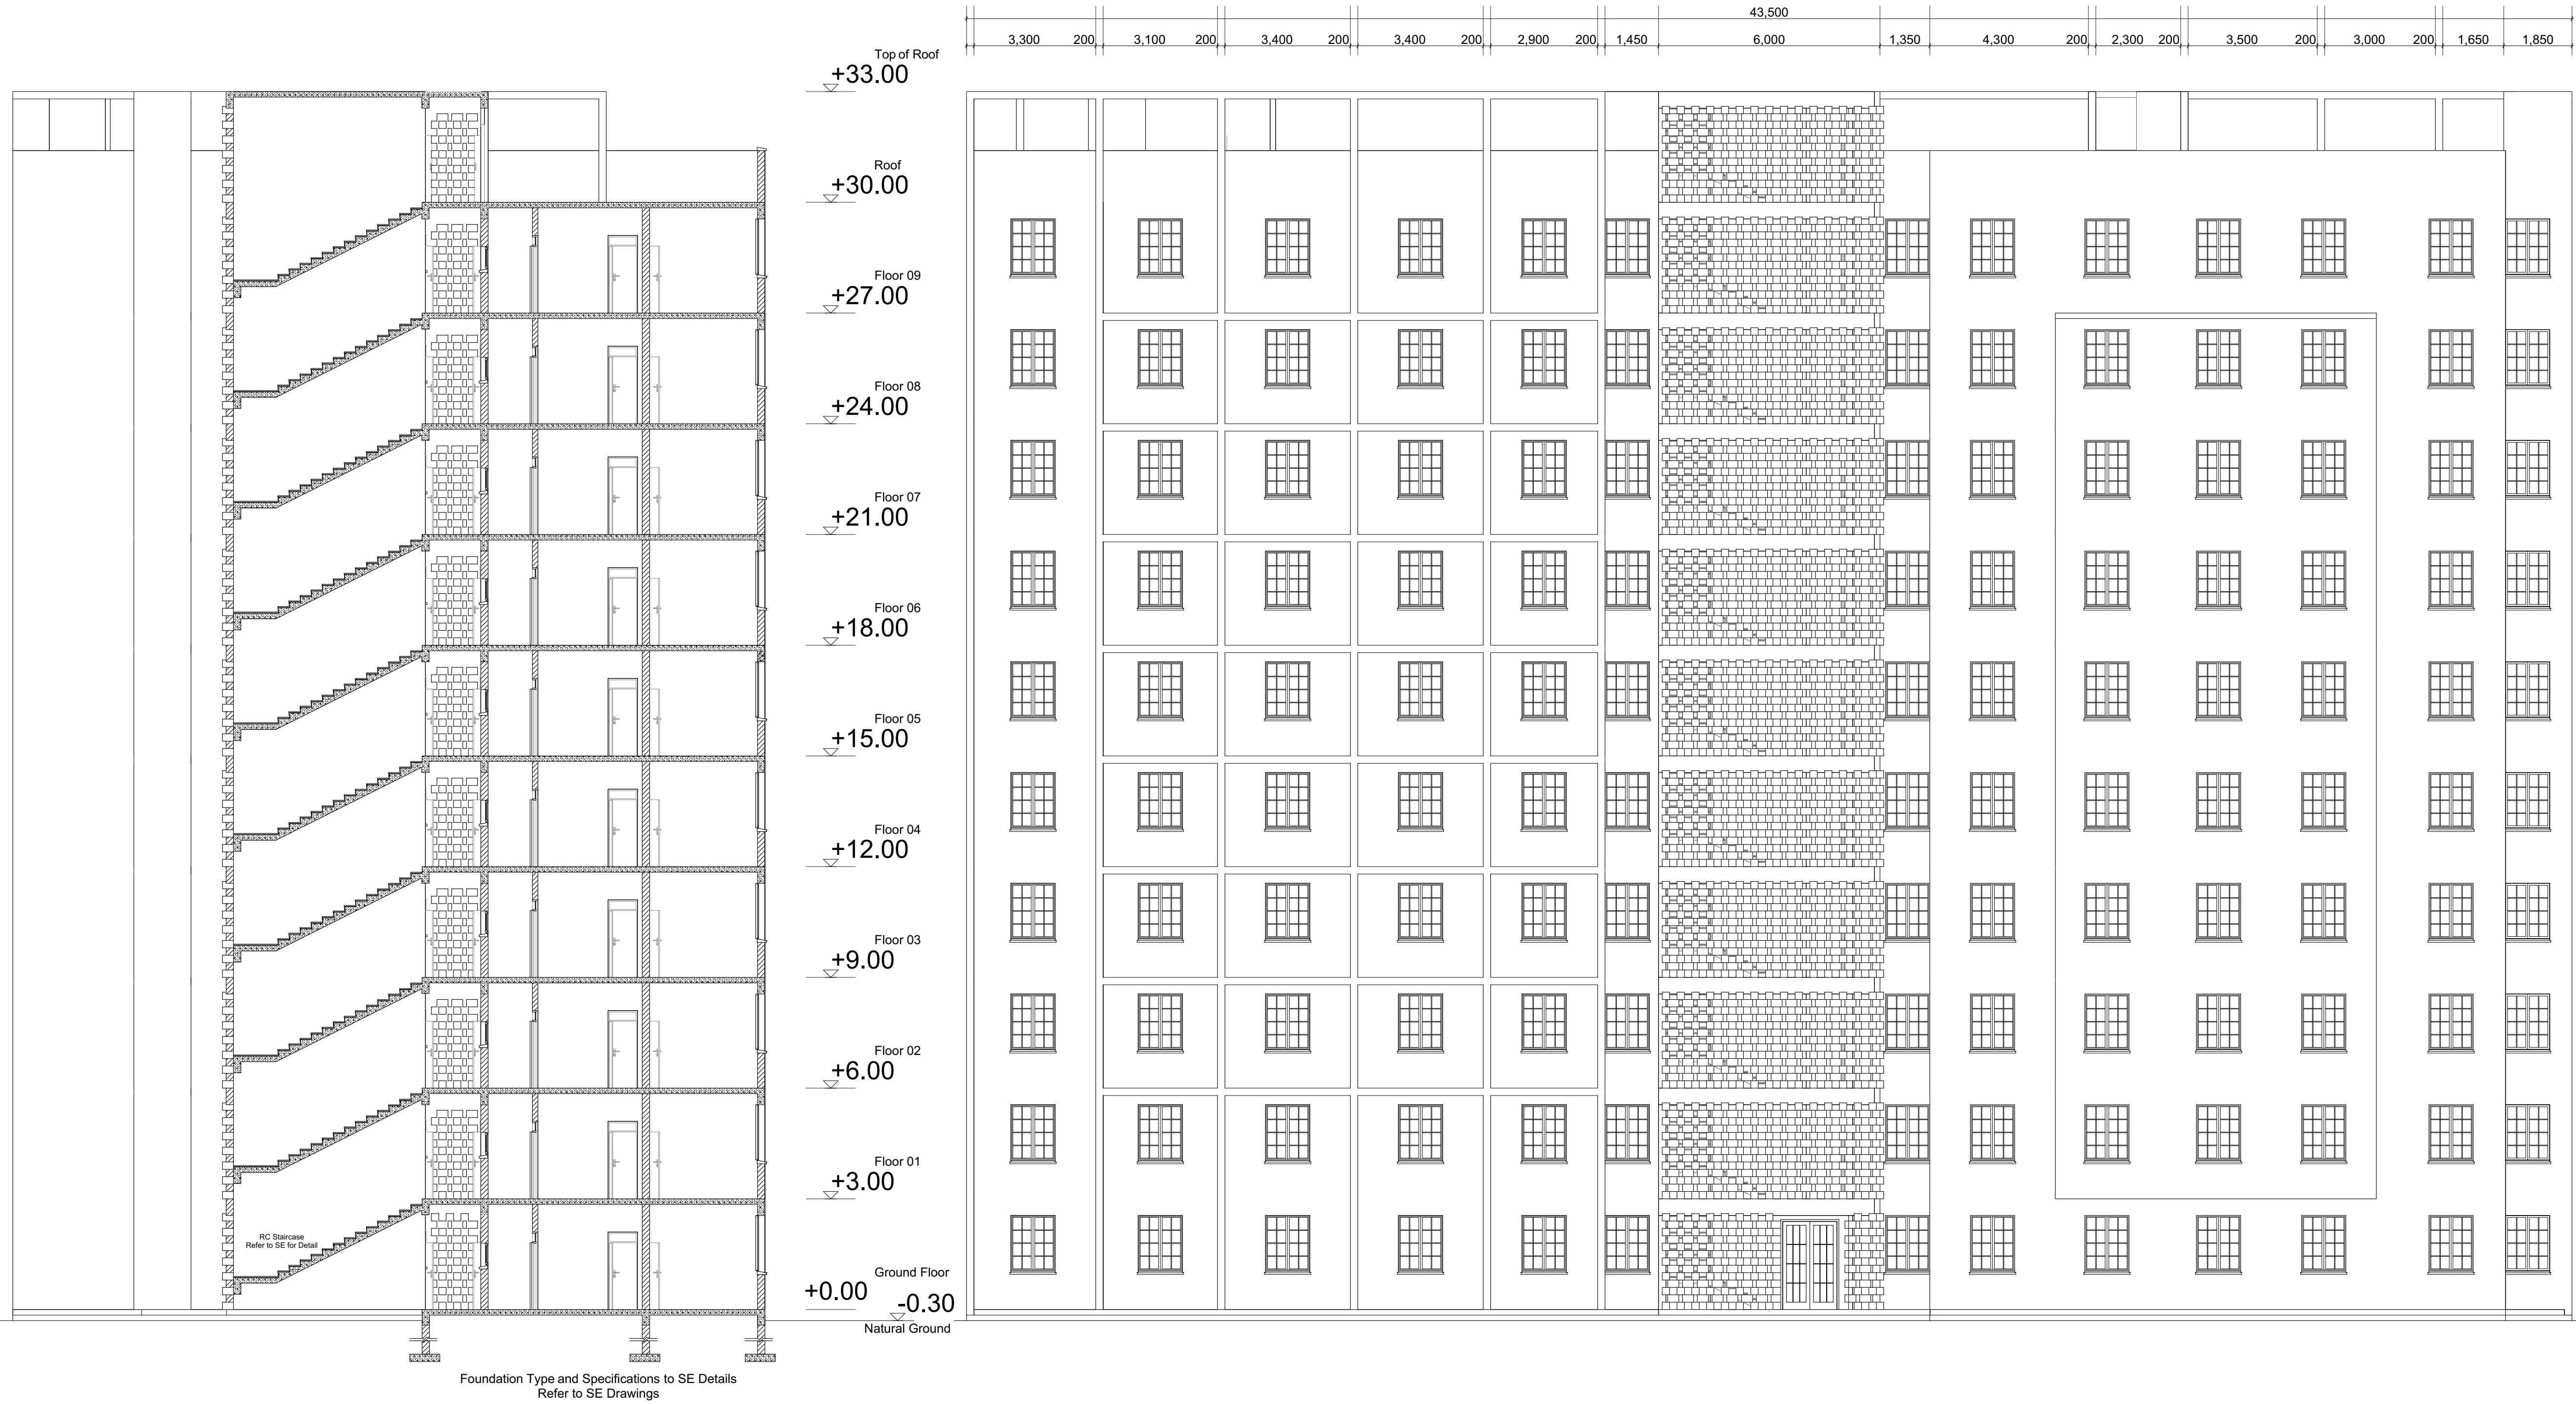 43,500
3,300 200 3,100 200 3,400 200 3,400 200 2,900 200 1,450 6,000 1,350 4,300 200 2,300 200 3,500 200 3,000 200 1,650 1,850
Top of Roof
+33.00
Roof
+30.00
Floor 09
+27.00
Floor 08
+24.00
Floor 07
+21.00
Floor 06
+18.00
Floor 05
+15.00
Floor 04
+12.00
Floor 03
+9.00
Floor 02
+6.00
Floor 01
+3.00
RC Staircase
Refer to SE for Detail
Ground Floor
+0.00
-0.30
Natural Ground
Foundation Type and Specifications to SE Details
Refer to SE Drawings